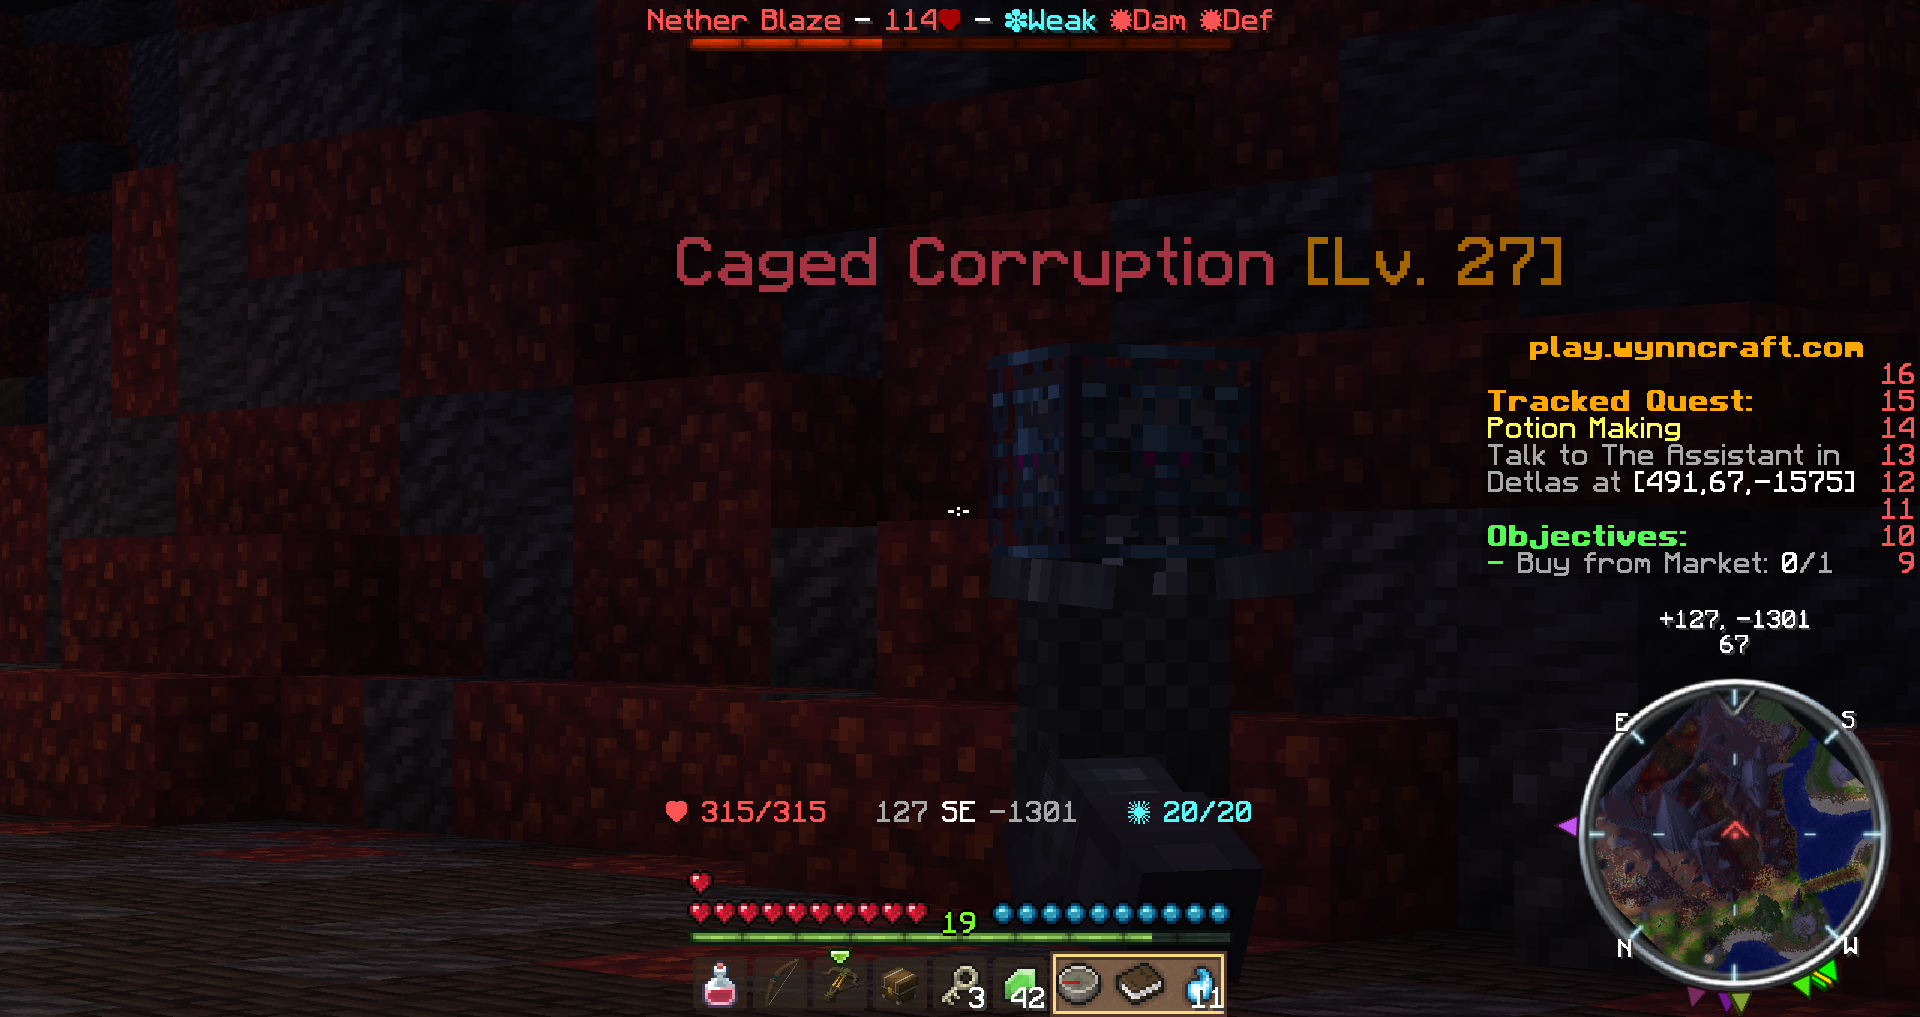 Nether Blaze - 114❤ - ❄Weak ✹Dam ✹Def
Caged Corruption [Lv. 27]
play.wynncraft.com
16
Tracked Quest: 15
Potion Making 14
Talk to The Assistant in 13
Detlas at [491,67,-1575] 12
11
Objectives: 10
- Buy from Market: 0/1 9
+127, -1301
67
E
S
N
W
❤ 315/315 127 SE -1301 ✺ 20/20
19
3
42
11